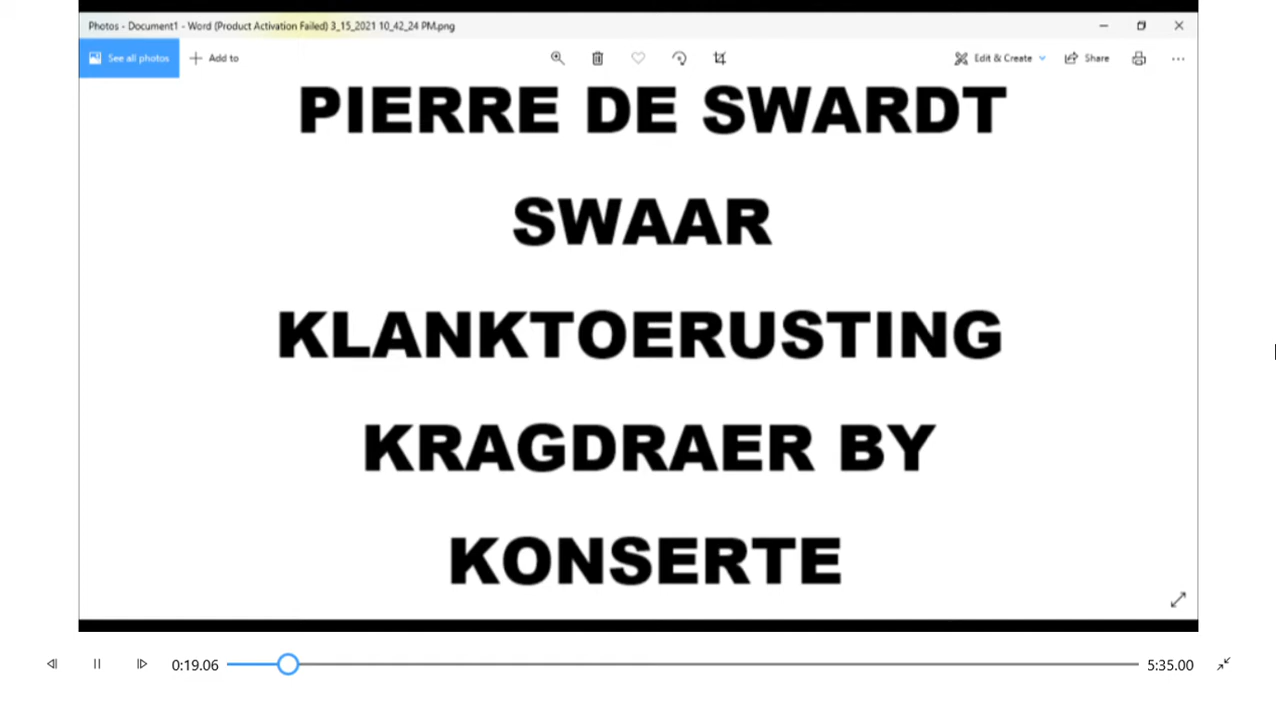 Photos - Document1 - Word (Product Activation Failed) 3_15_2021 10_42_24 PM.png
See all photos Add to Edit & Create Share
PIERRE DE SWARDT
SWAAR
KLANKTOERUSTING
KRAGDRAER BY
KONSERTE
0:19.06 5:35.00